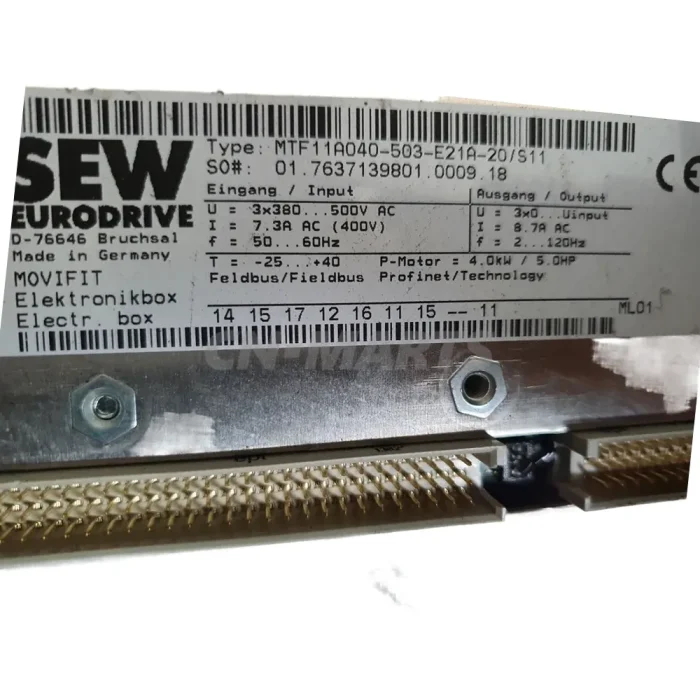 SEW
EURODRIVE
D-76646 Bruchsal
Made in Germany
MOVIFIT
Elektronikbox
Electr. box
Type: MTF11A040-503-E21A-20/S11
SO#: 01.7637139801.0009.18
Eingang / Input
U = 3x380...500V AC
I = 7.3A AC (400V)
f = 50...60Hz
Ausgang / Output
U = 3x0...Uinput
I = 8.7A AC
f = 2...120Hz
T = -25...+40 P-Motor = 4.0kW / 5.0HP
Feldbus/Fieldbus Profinet/Technology
14 15 17 12 16 11 15 -- 11 ML01
CE
CN-MARTS